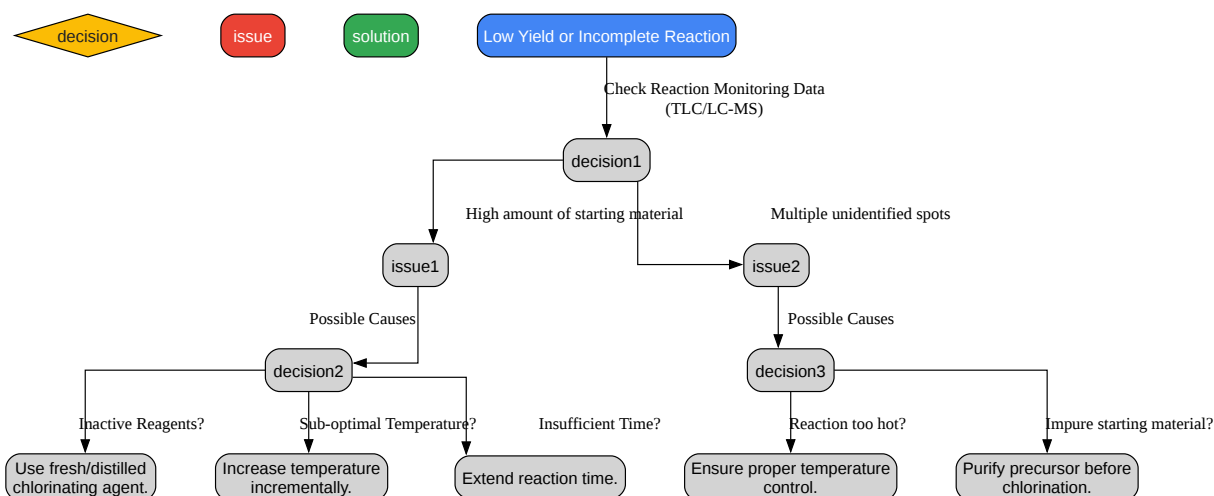 decision
issue
solution
Low Yield or Incomplete Reaction
Check Reaction Monitoring Data
(TLC/LC-MS)
decision1
High amount of starting material
Multiple unidentified spots
issue1
issue2
Possible Causes
Possible Causes
decision2
decision3
Inactive Reagents?
Sub-optimal Temperature?
Insufficient Time?
Reaction too hot?
Impure starting material?
Use fresh/distilled
chlorinating agent.
Increase temperature
incrementally.
Extend reaction time.
Ensure proper temperature
control.
Purify precursor before
chlorination.